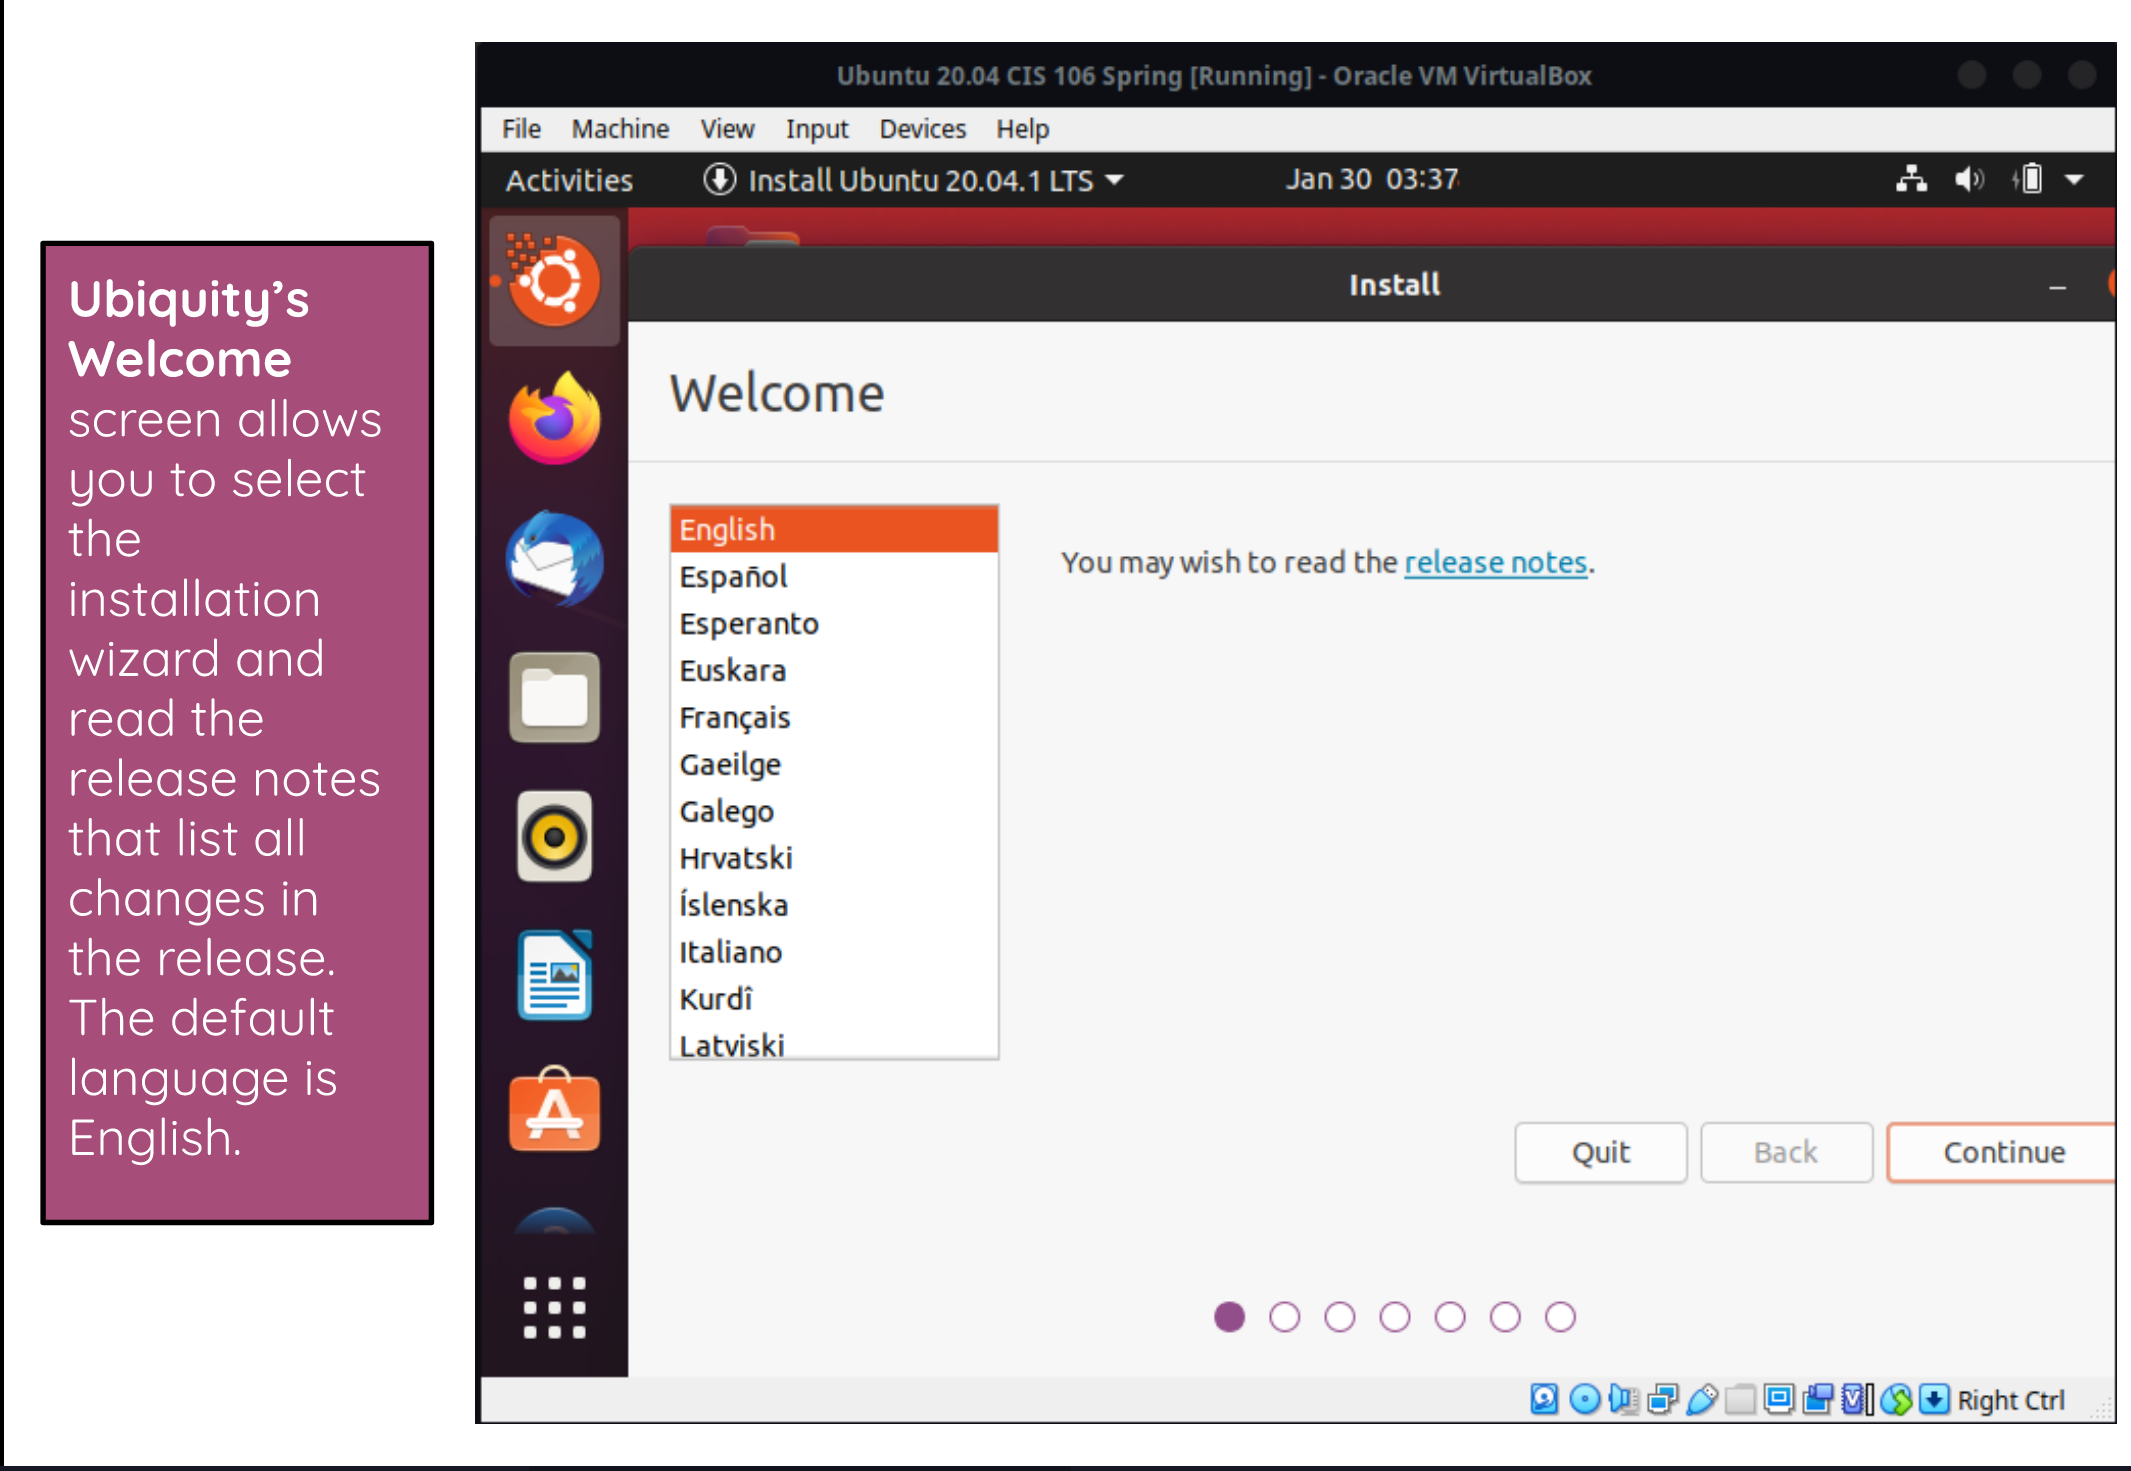 Ubiquity’s
Welcome
screen allows
you to select
the
installation
wizard and
read the
release notes
that list all
changes in
the release.
The default
language is
English.
Ubuntu 20.04 CIS 106 Spring [Running] - Oracle VM VirtualBox
File Machine View Input Devices Help
Activities Install Ubuntu 20.04.1 LTS Jan 30 03:37
Install
Welcome
English
You may wish to read the release notes.
Español
Esperanto
Euskara
Français
Gaeilge
Galego
Hrvatski
Íslenska
Italiano
Kurdî
Latviski
Quit Back Continue
Right Ctrl